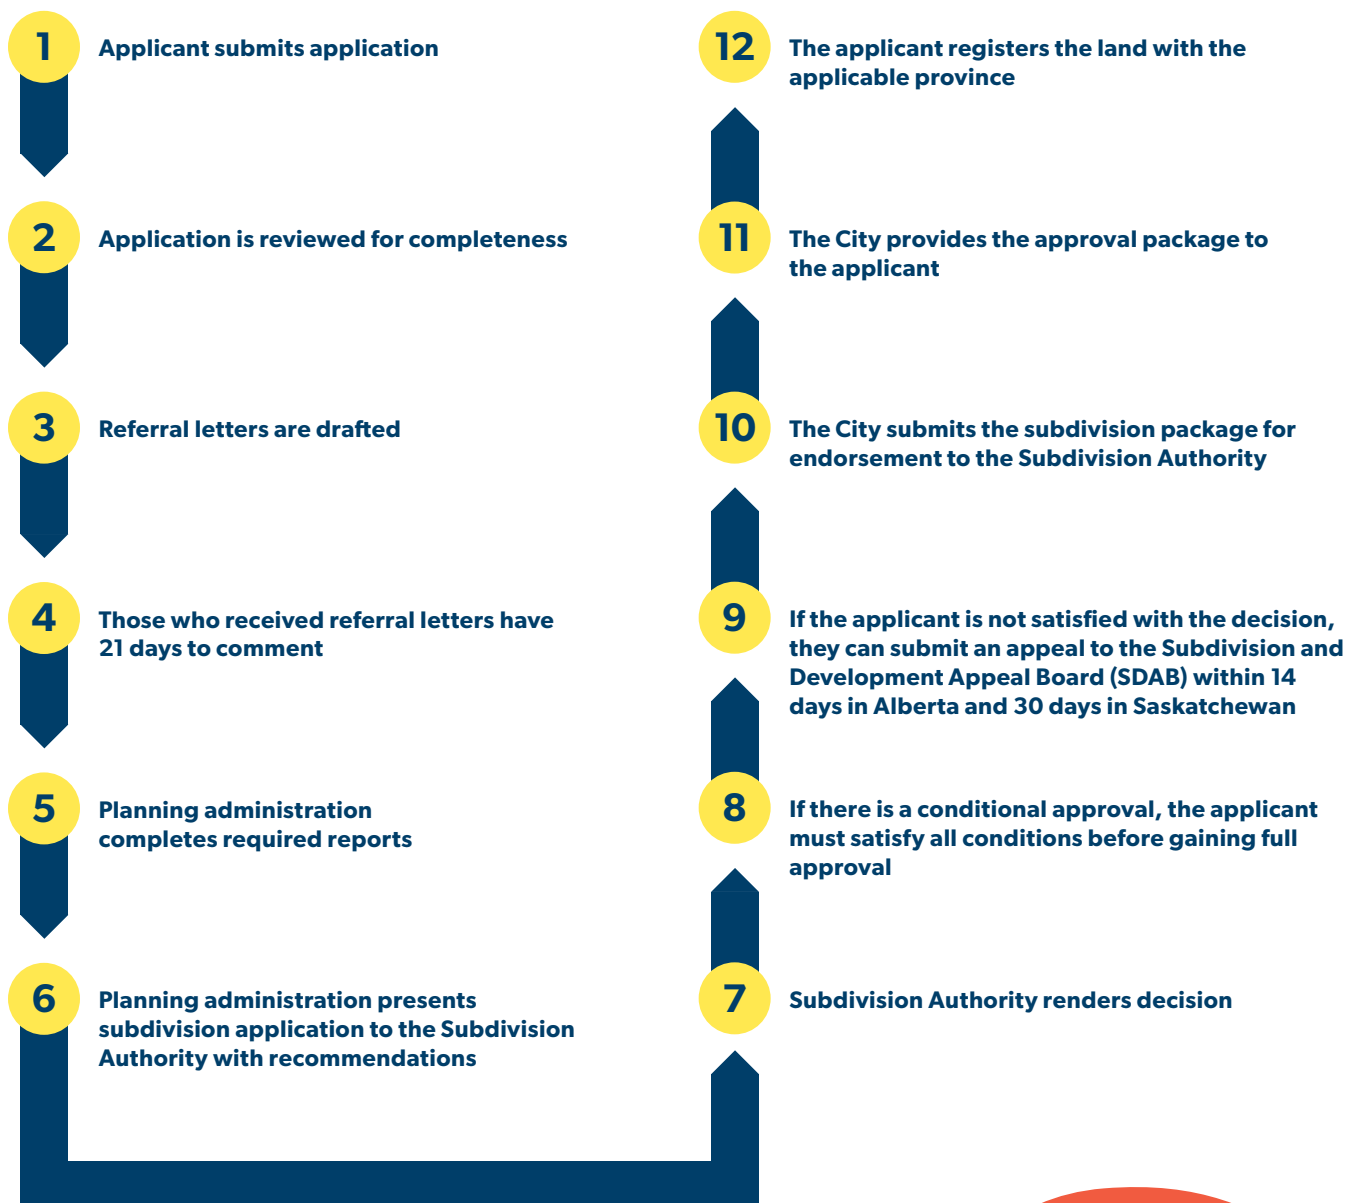 1
Applicant submits application
2
Application is reviewed for completeness
3
Referral letters are drafted
4
Those who received referral letters have
21 days to comment
5
Planning administration
completes required reports
6
Planning administration presents
subdivision application to the Subdivision
Authority with recommendations
7
Subdivision Authority renders decision
8
If there is a conditional approval, the applicant
must satisfy all conditions before gaining full
approval
9
If the applicant is not satisfied with the decision,
they can submit an appeal to the Subdivision and
Development Appeal Board (SDAB) within 14
days in Alberta and 30 days in Saskatchewan
10
The City submits the subdivision package for
endorsement to the Subdivision Authority
11
The City provides the approval package to
the applicant
12
The applicant registers the land with the
applicable province